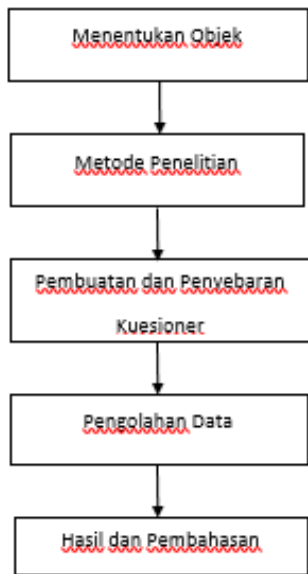 Menentukan Objek
Metode Penelitian
Pembuatan dan Penyebaran
Kuesioner
Pengolahan Data
Hasil dan Pembahasan